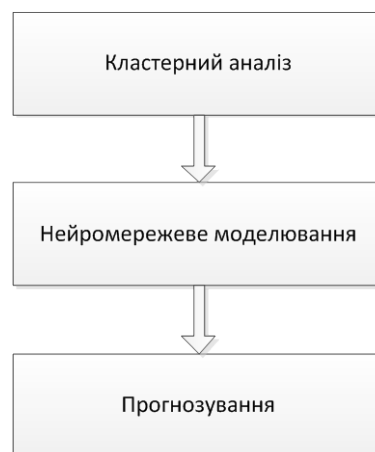 Кластерний аналіз
Нейромережеве моделювання
Прогнозування